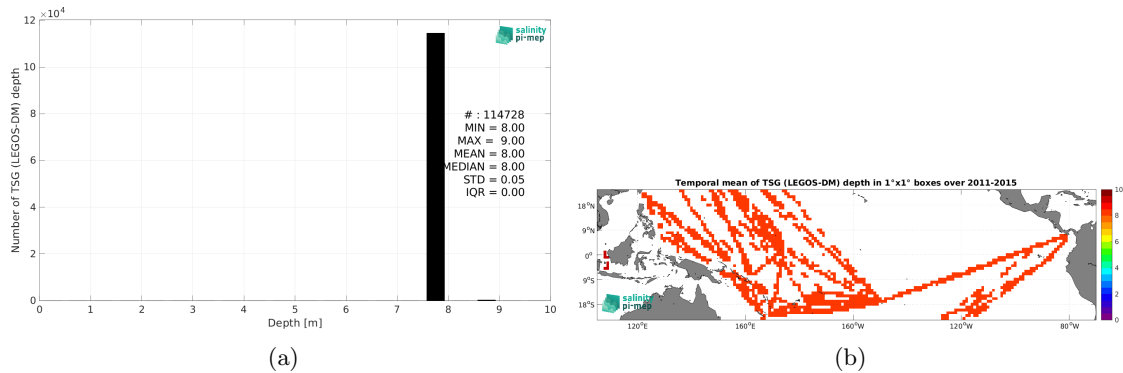 12 ×10⁴
10
8
6
4
2
0
Number of TSG (LEGOS-DM) depth
salinity
pi-mep
# : 114728
MIN = 8.00
MAX = 9.00
MEAN = 8.00
MEDIAN = 8.00
STD = 0.05
IQR = 0.00
0 1 2 3 4 5 6 7 8 9 10
Depth [m]
(a)
Temporal mean of TSG (LEGOS-DM) depth in 1°x1° boxes over 2011-2015
18°N
9°N
0°
9°S
18°S
salinity
pi-mep
120°E 160°E 160°W 120°W 80°W
10
8
6
4
2
0
(b)